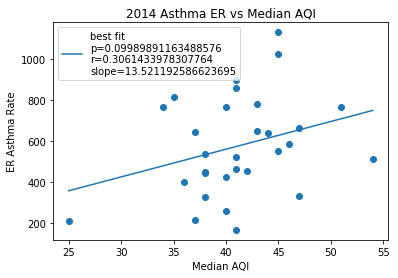 2014 Asthma ER vs Median AQI
best fit
p=0.09989891163488576
r=0.3061433978307764
slope=13.521192586623695
ER Asthma Rate
1000
800
600
400
200
25
30
35
40
45
50
55
Median AQI